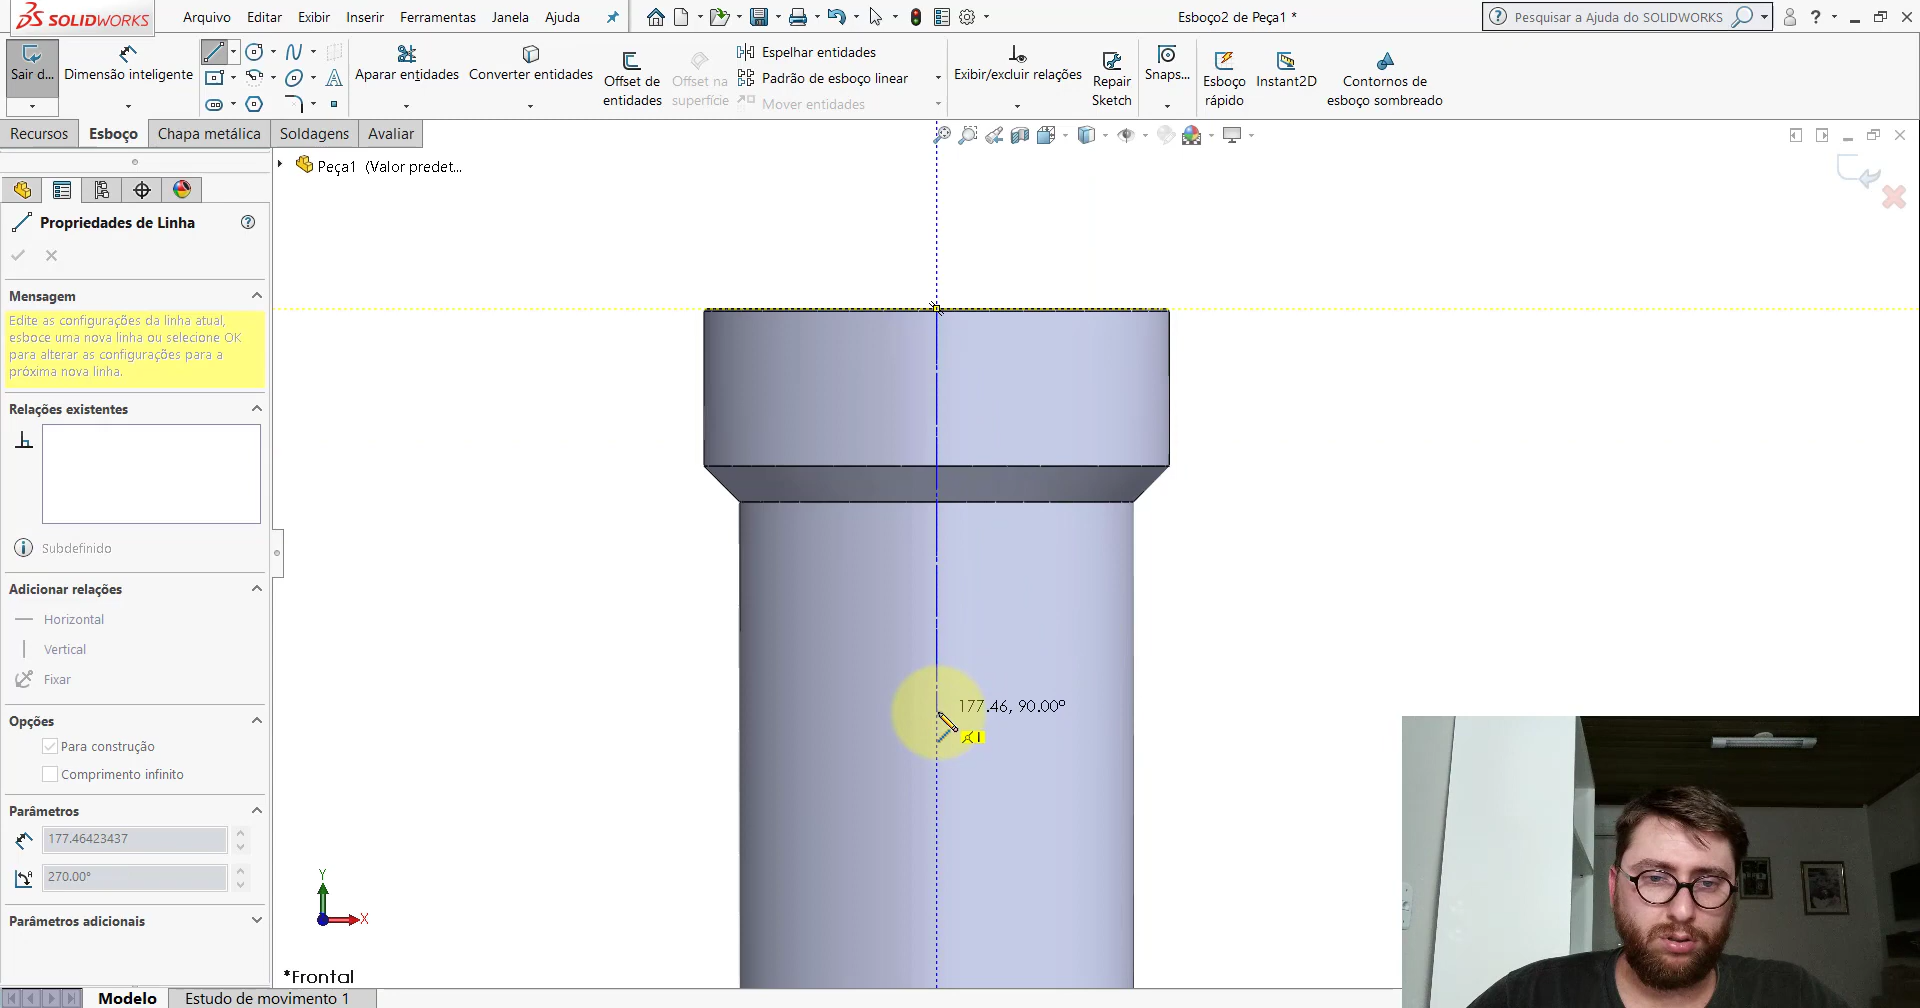 SOLIDWORKS
Arquivo Editar Exibir Inserir Ferramentas Janela Ajuda
Esboço2 de Peça1 *
Pesquisar a Ajuda do SOLIDWORKS
Sair d...
Dimensão inteligente
Aparar entidades
Converter entidades
Offset de entidades
Offset na superfície
Espelhar entidades
Padrão de esboço linear
Mover entidades
Exibir/excluir relações
Repair Sketch
Snaps...
Esboço rápido
Instant2D
Contornos de esboço sombreado
Recursos Esboço Chapa metálica Soldagens Avaliar
Peça1 (Valor predet...
Propriedades de Linha
Mensagem
Edite as configurações da linha atual,
esboce uma nova linha ou selecione OK
para alterar as configurações para a
próxima nova linha.
Relações existentes
Subdefinido
Adicionar relações
Horizontal
Vertical
Fixar
Opções
Para construção
Comprimento infinito
Parâmetros
177.46423437
270.00°
Parâmetros adicionais
177.46, 90.00°
Y
X
*Frontal
Modelo Estudo de movimento 1